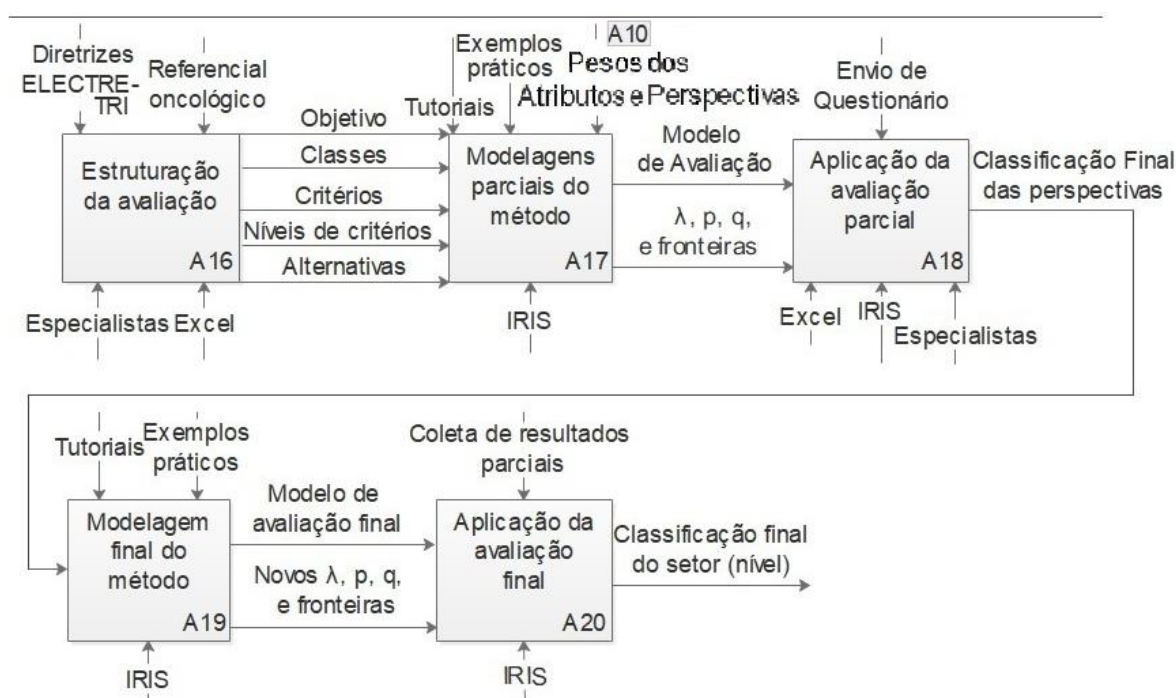 Diretrizes
ELECTRE-
TRI
Referencial
oncológico
Objetivo
Classes
Critérios
Níveis de critérios
Alternativas
Estruturação
da avaliação
A16
Especialistas
Excel
Tutoriais
Exemplos
práticos
A10
Pesos dos
Atributos e Perspectivas
Modelagens
parciais do
método
A17
IRIS
Modelo
de Avaliação
λ, p, q,
e fronteiras
Envio de
Questionário
Aplicação da
avaliação
parcial
A18
Excel
IRIS
Especialistas
Classificação Final
das perspectivas
Tutoriais
Exemplos
práticos
Modelagem
final do
método
A19
IRIS
Modelo de
avaliação final
Novos λ, p, q,
e fronteiras
Coleta de resultados
parciais
Aplicação da
avaliação
final
A20
IRIS
Classificação final
do setor (nível)